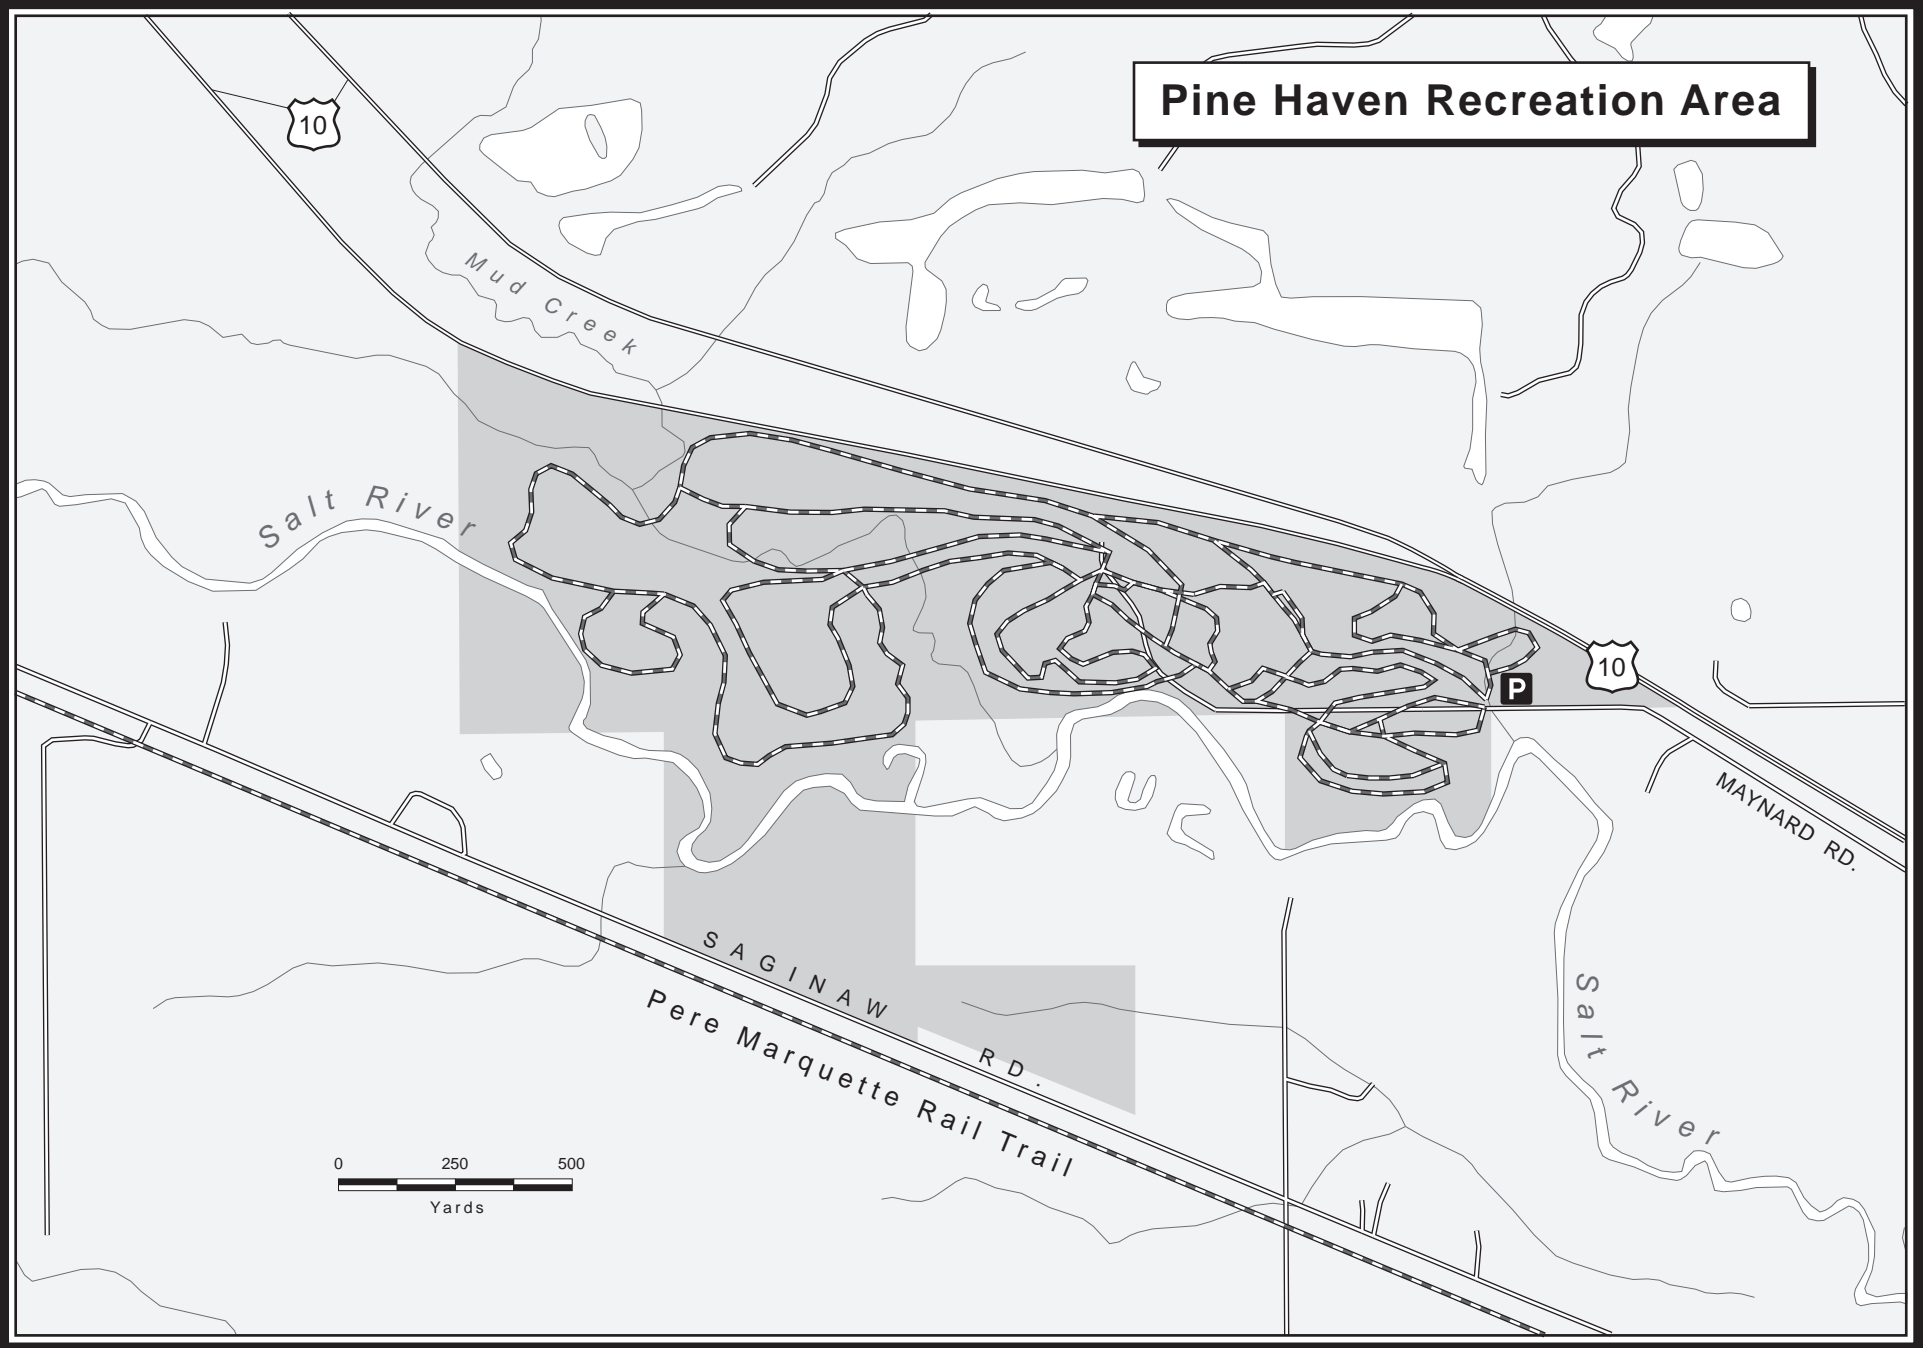 Pine Haven Recreation Area
10
Mud Creek
Salt River
10
P
MAYNARD RD.
SAGINAW RD.
Pere Marquette Rail Trail
Salt River
0 250 500
Yards